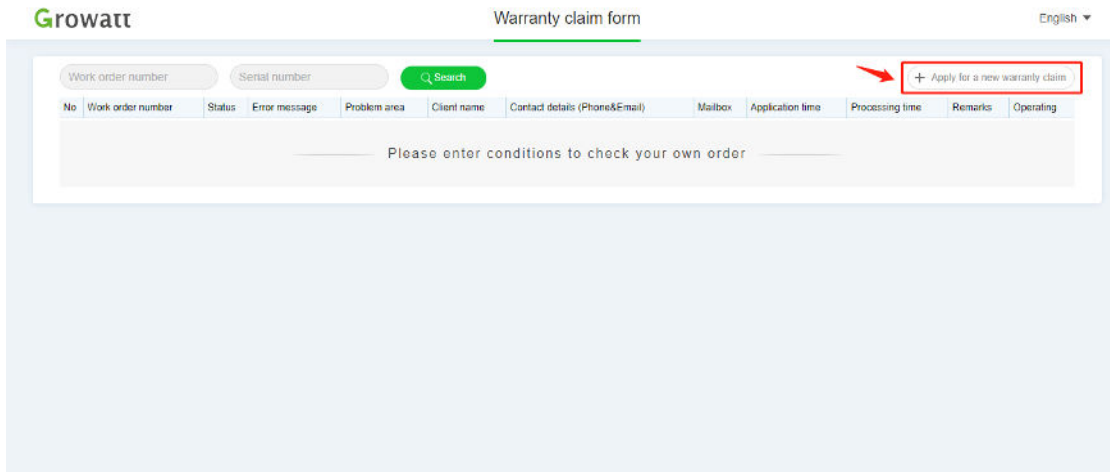 Growatt
Warranty claim form
English
Work order number
Serial number
Search
+ Apply for a new warranty claim
No Work order number Status Error message Problem area Client name Contact details (Phone&Email) Mailbox Application time Processing time Remarks Operating
Please enter conditions to check your own order